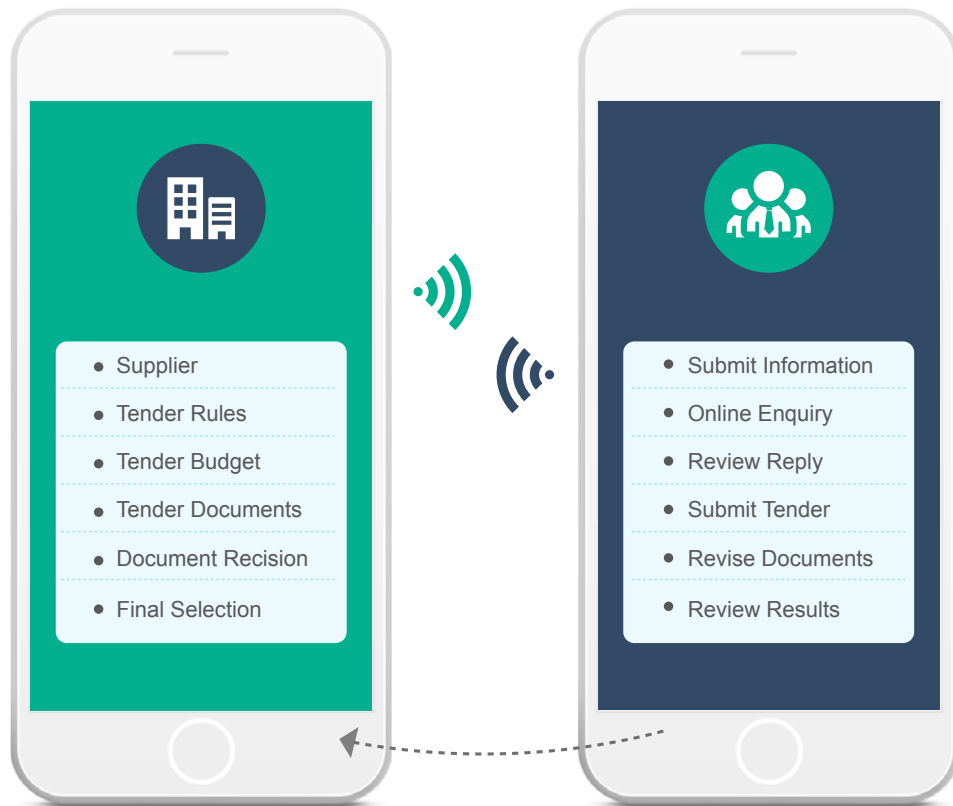 Supplier
Tender Rules
Tender Budget
Tender Documents
Document Recision
Final Selection
Submit Information
Online Enquiry
Review Reply
Submit Tender
Revise Documents
Review Results